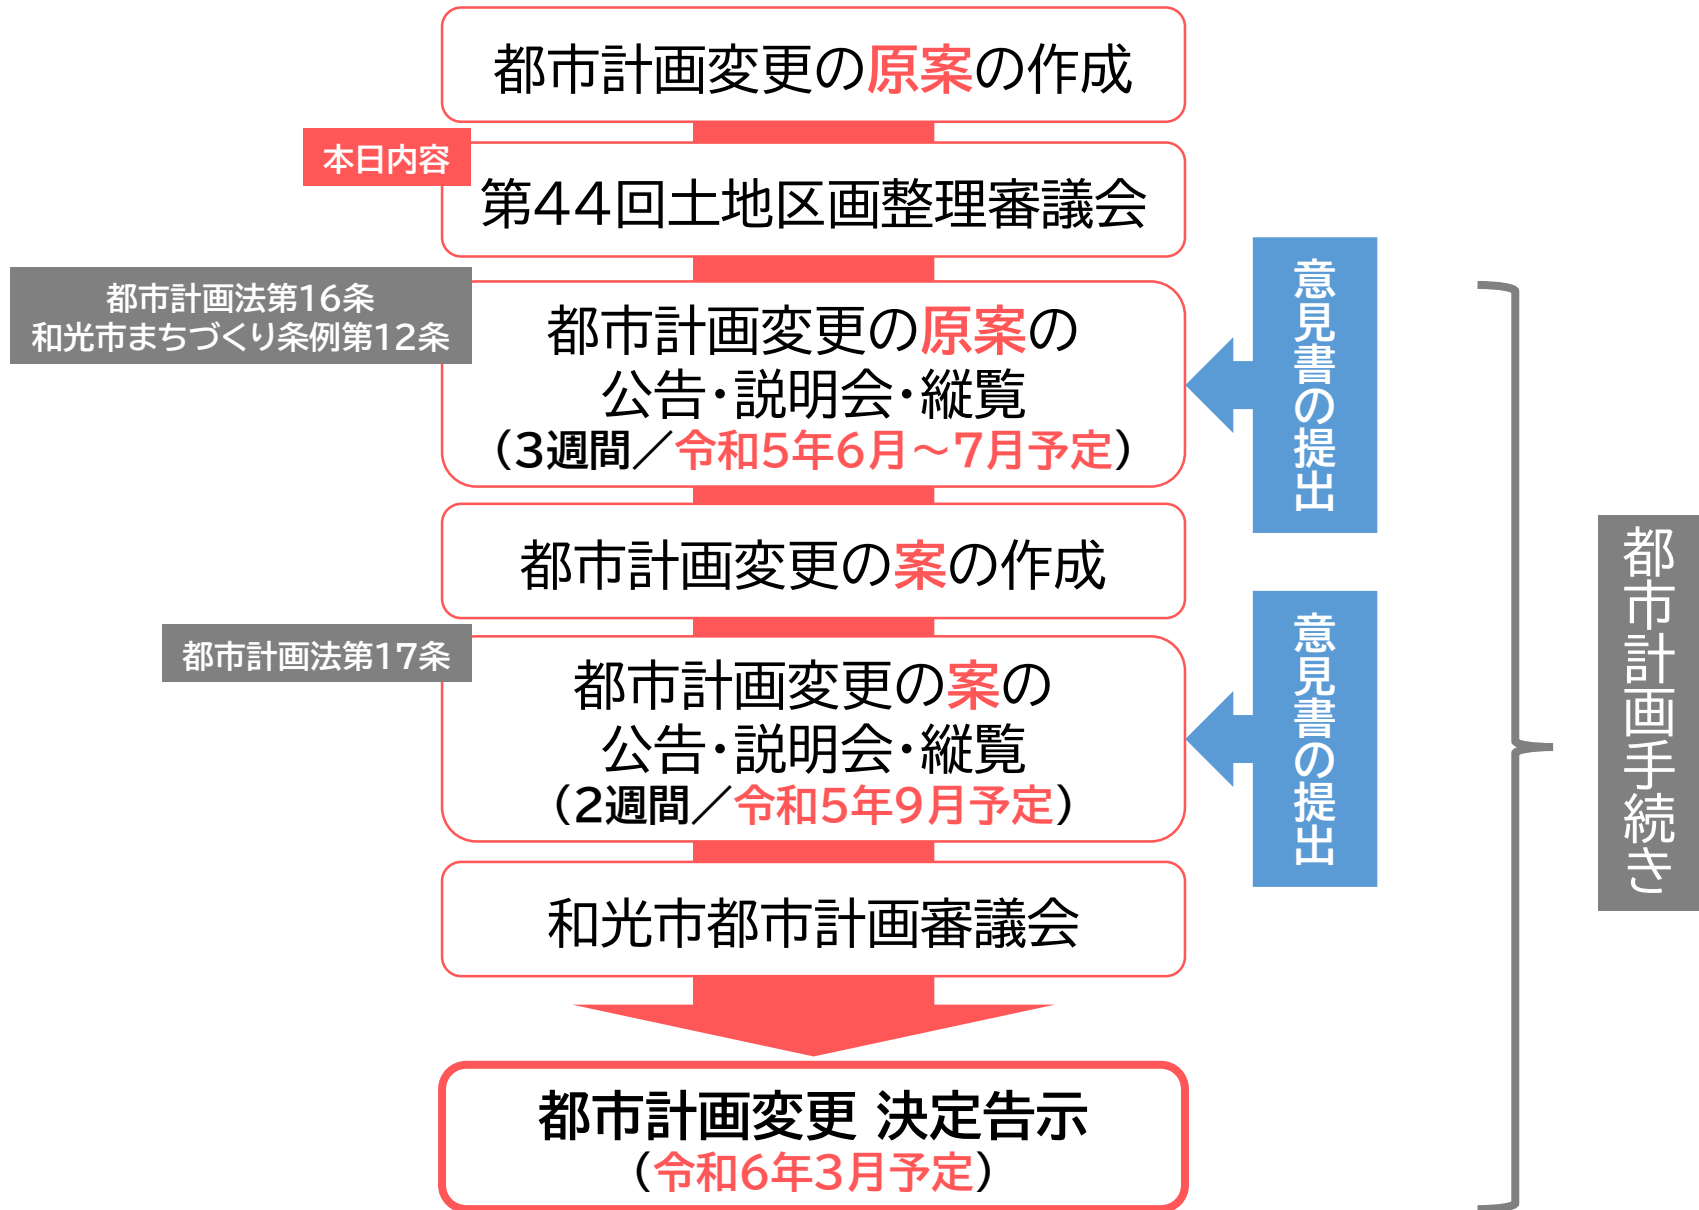 都市計画変更の原案の作成
本日内容
第44回土地区画整理審議会
都市計画法第16条
和光市まちづくり条例第12条
都市計画変更の原案の
公告・説明会・縦覧
（3週間／令和5年6月～7月予定）
意見書の提出
都市計画変更の案の作成
都市計画法第17条
都市計画変更の案の
公告・説明会・縦覧
（2週間／令和5年9月予定）
意見書の提出
和光市都市計画審議会
都市計画変更 決定告示
（令和6年3月予定）
都市計画手続き